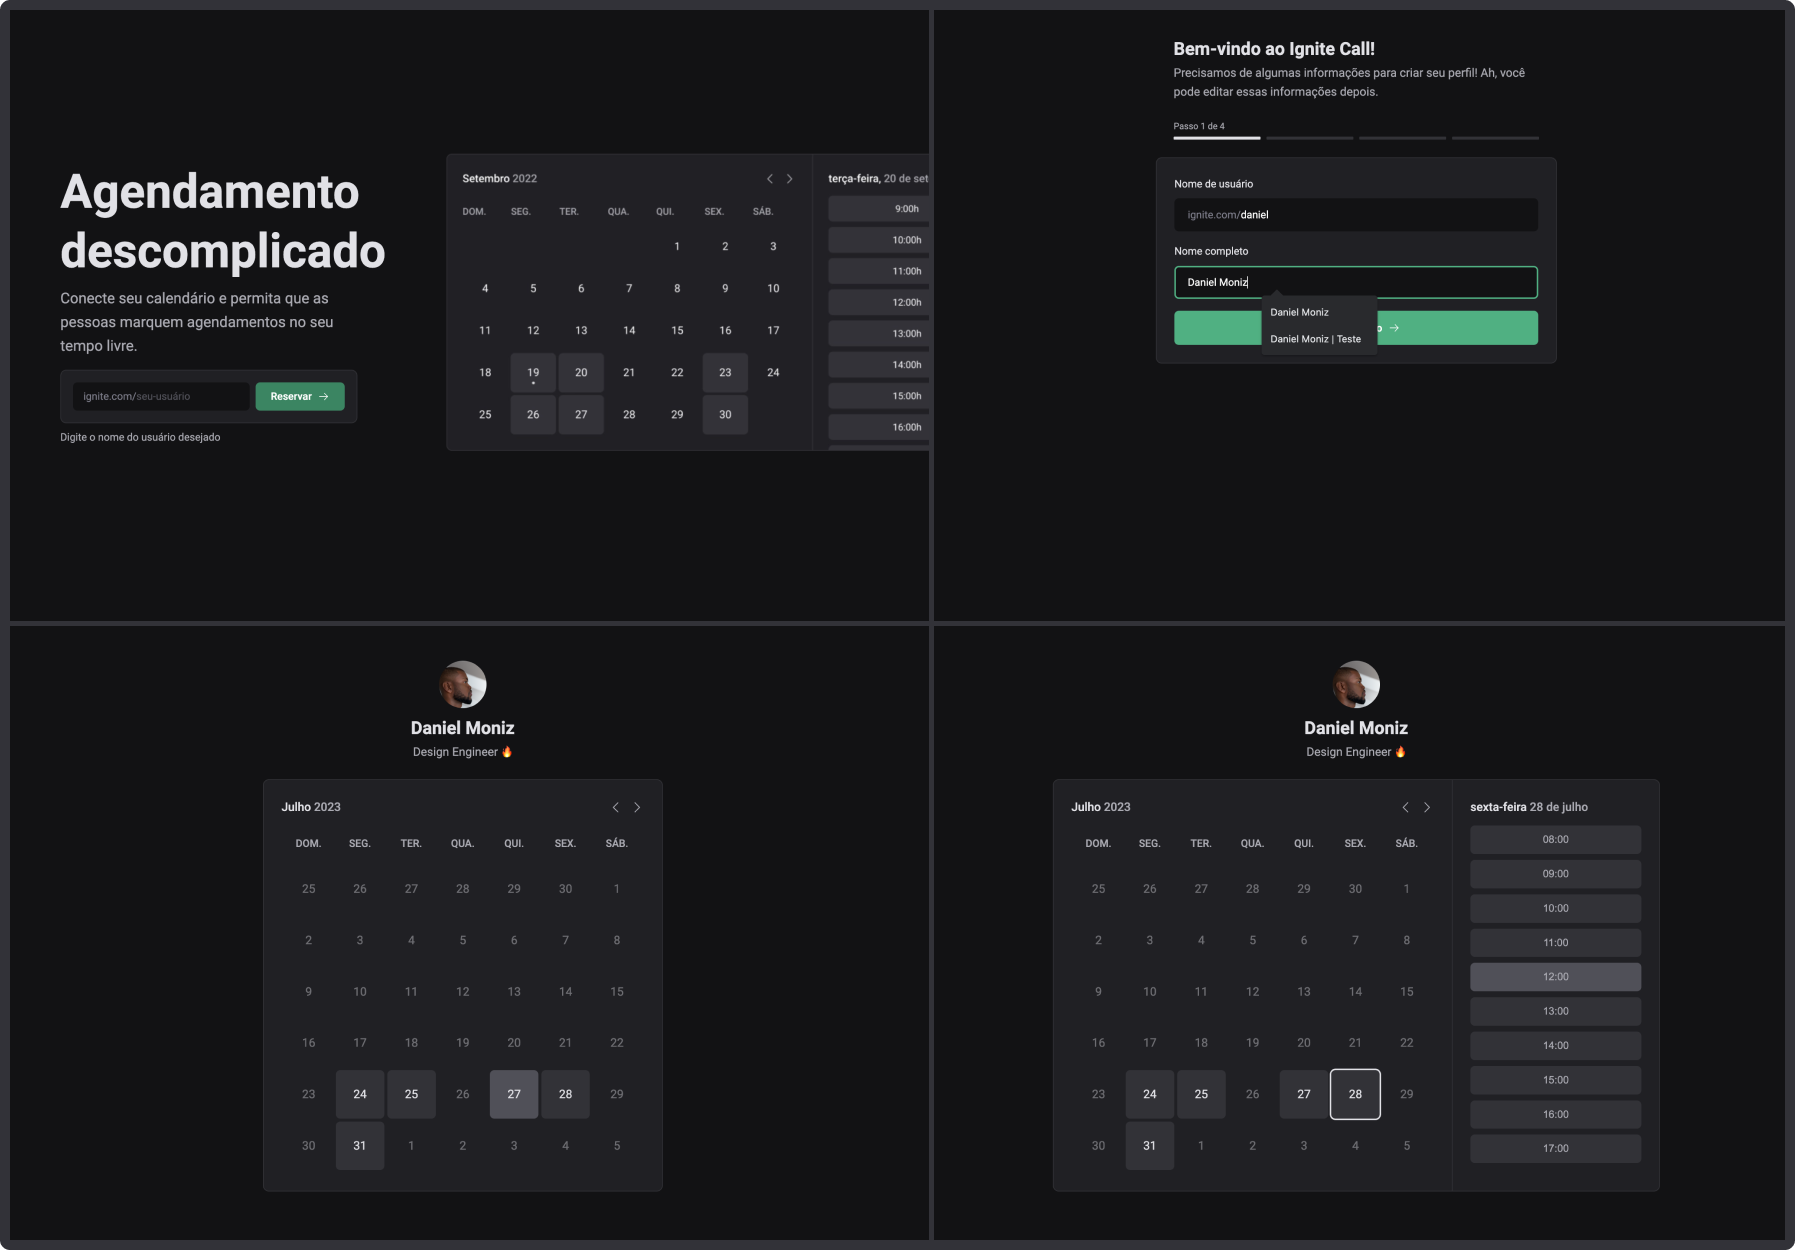 Agendamento
descomplicado
Conecte seu calendário e permita que as
pessoas marquem agendamentos no seu
tempo livre.
ignite.com/seu-usuário
Reservar →
Digite o nome do usuário desejado
Setembro 2022
DOM. SEG. TER. QUA. QUI. SEX. SÁB.
1 2 3
4 5 6 7 8 9 10
11 12 13 14 15 16 17
18 19 20 21 22 23 24
25 26 27 28 29 30
terça-feira, 20 de set
9:00h
10:00h
11:00h
12:00h
13:00h
14:00h
15:00h
16:00h
Bem-vindo ao Ignite Call!
Precisamos de algumas informações para criar seu perfil! Ah, você
pode editar essas informações depois.
Passo 1 de 4
Nome de usuário
ignite.com/daniel
Nome completo
Daniel Moniz
Daniel Moniz
o →
Daniel Moniz | Teste
Daniel Moniz
Design Engineer 🔥
Julho 2023
DOM. SEG. TER. QUA. QUI. SEX. SÁB.
25 26 27 28 29 30 1
2 3 4 5 6 7 8
9 10 11 12 13 14 15
16 17 18 19 20 21 22
23 24 25 26 27 28 29
30 31 1 2 3 4 5
Daniel Moniz
Design Engineer 🔥
Julho 2023
DOM. SEG. TER. QUA. QUI. SEX. SÁB.
25 26 27 28 29 30 1
2 3 4 5 6 7 8
9 10 11 12 13 14 15
16 17 18 19 20 21 22
23 24 25 26 27 28 29
30 31 1 2 3 4 5
sexta-feira 28 de julho
08:00
09:00
10:00
11:00
12:00
13:00
14:00
15:00
16:00
17:00